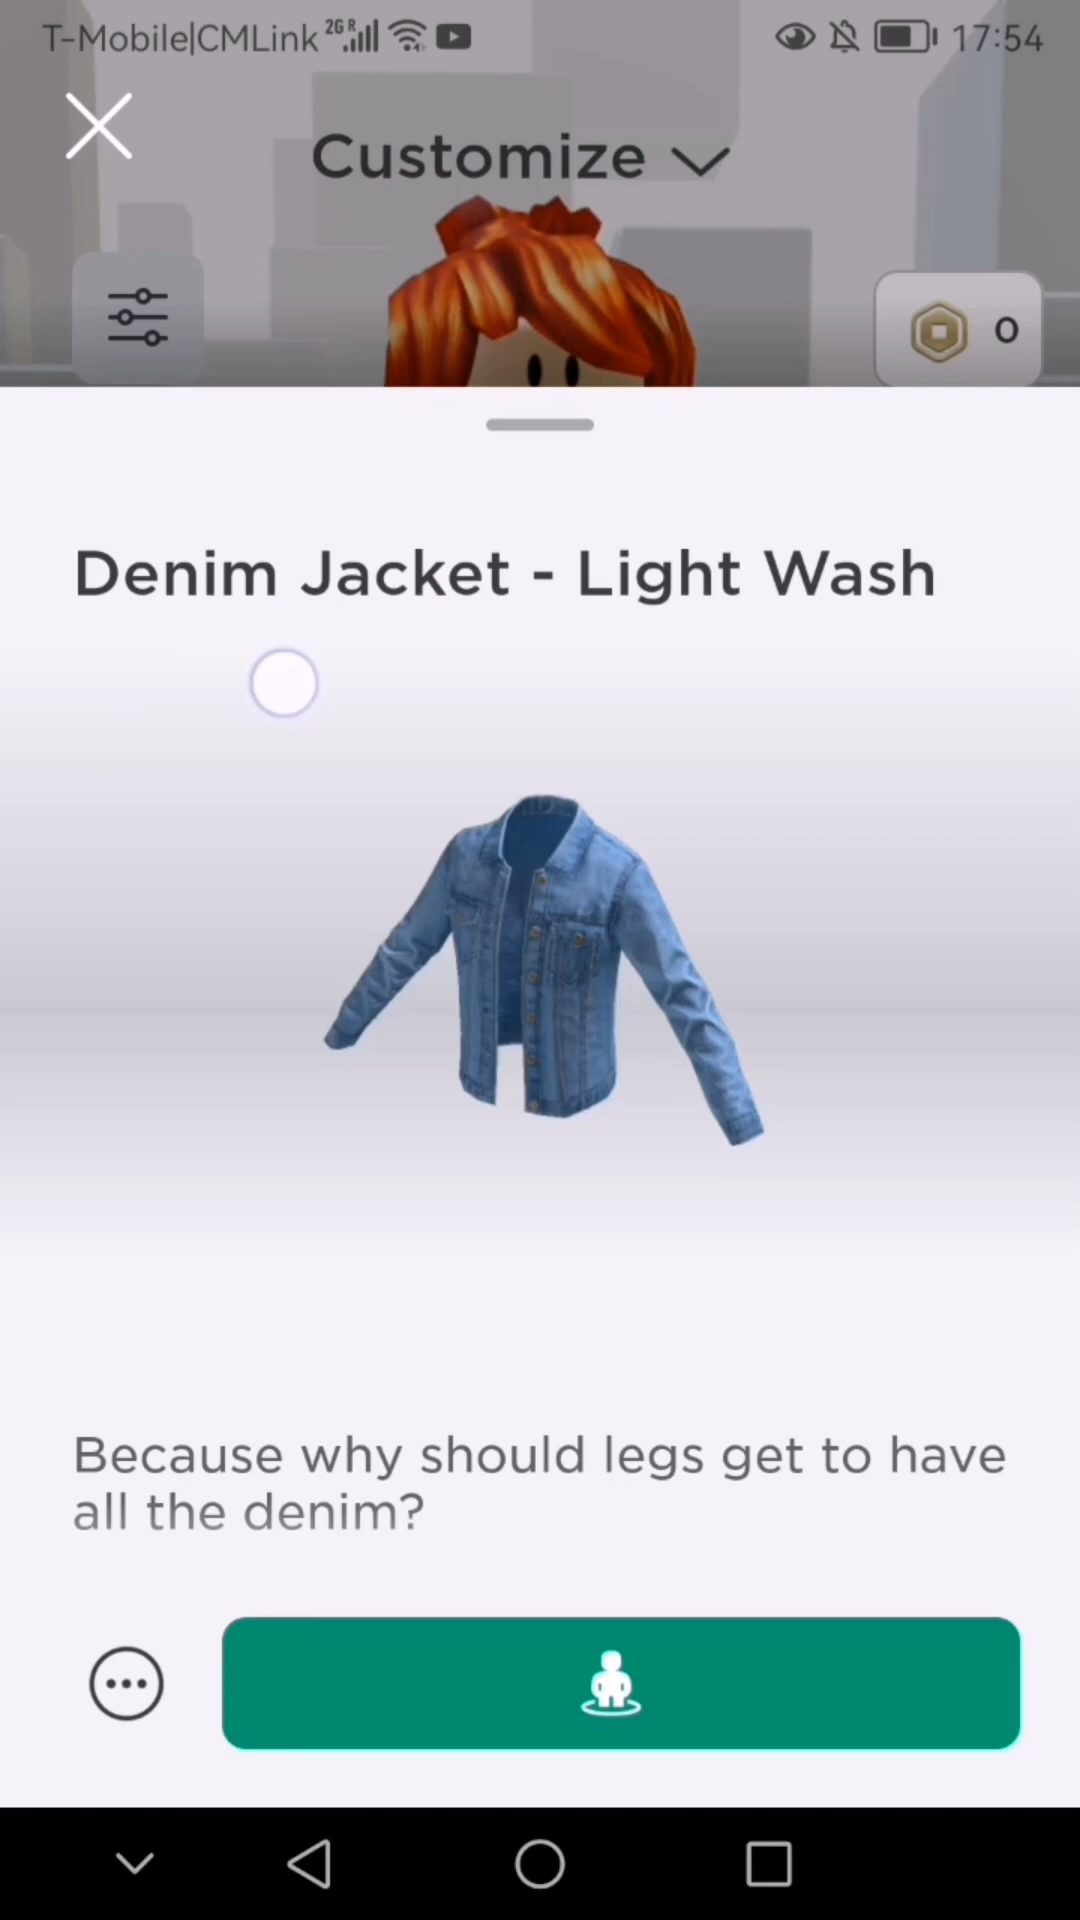 T-Mobile|CMLink 2G R 17:54
Customize
0
Denim Jacket - Light Wash
Because why should legs get to have
all the denim?